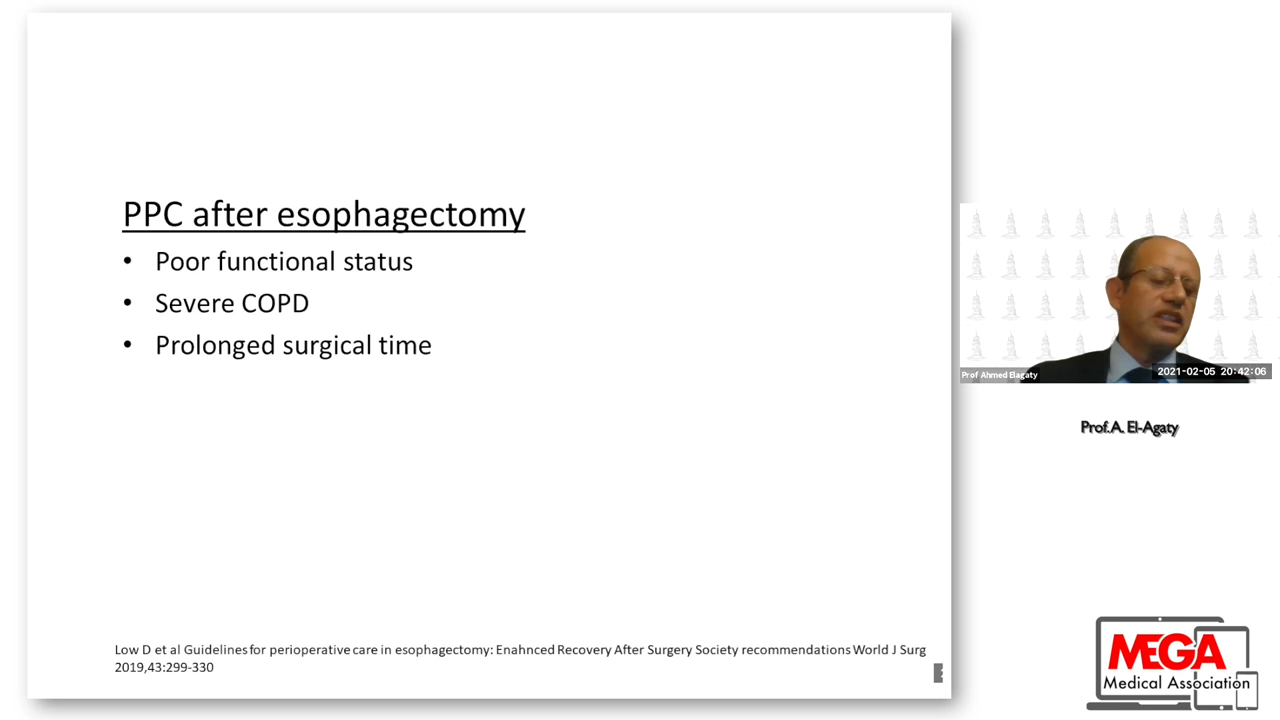 PPC after esophagectomy
• Poor functional status
• Severe COPD
• Prolonged surgical time
Low D et al Guidelines for perioperative care in esophagectomy: Enahnced Recovery After Surgery Society recommendations World J Surg
2019,43:299-330
Prof Ahmed Elagaty
2021-02-05 20:42:06
Prof.A. El-Agaty
MEGA
Medical Association